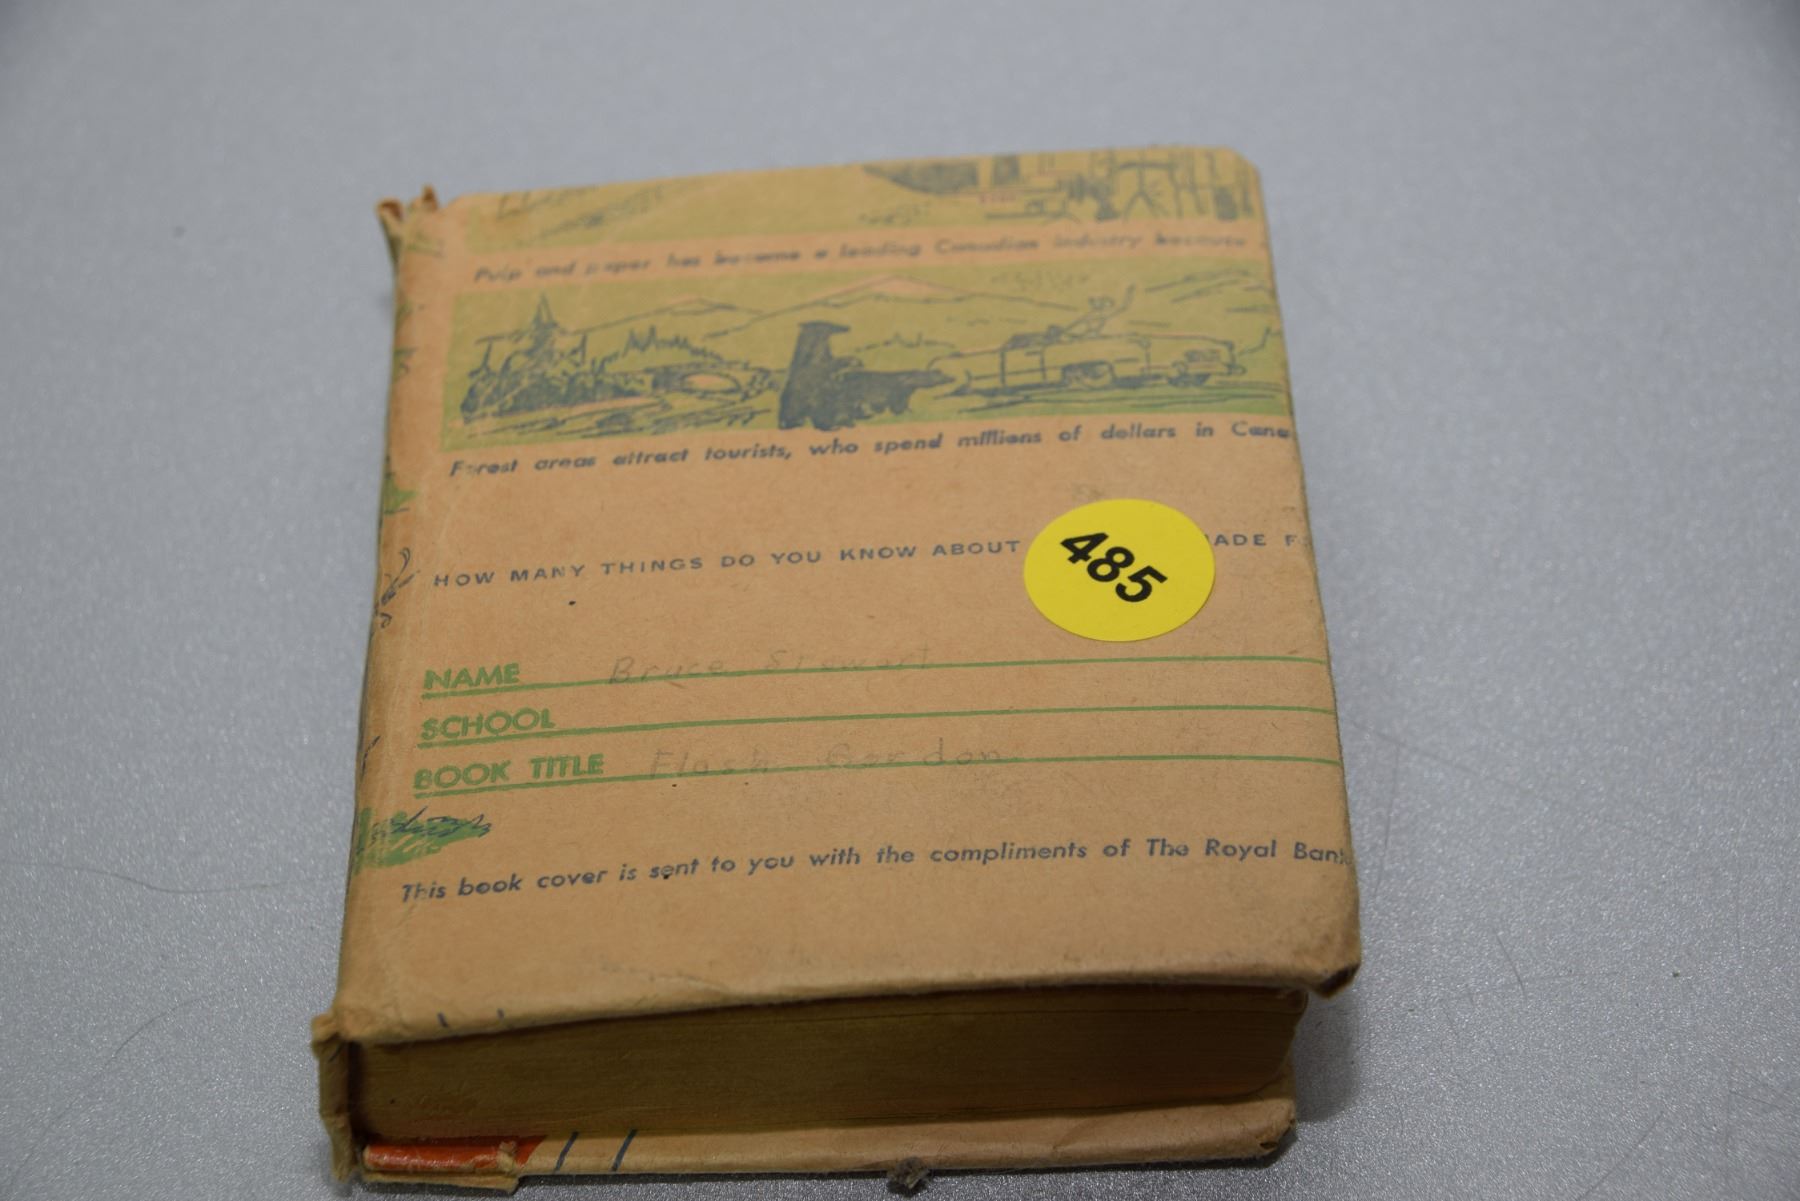 Pulp and paper has become a leading Canadian industry because
Forest areas attract tourists, who spend millions of dollars in Cana
HOW MANY THINGS DO YOU KNOW ABOUT ADE F
485
NAME Bruce Stewart
SCHOOL
BOOK TITLE Flash Gordon
This book cover is sent to you with the compliments of The Royal Bank